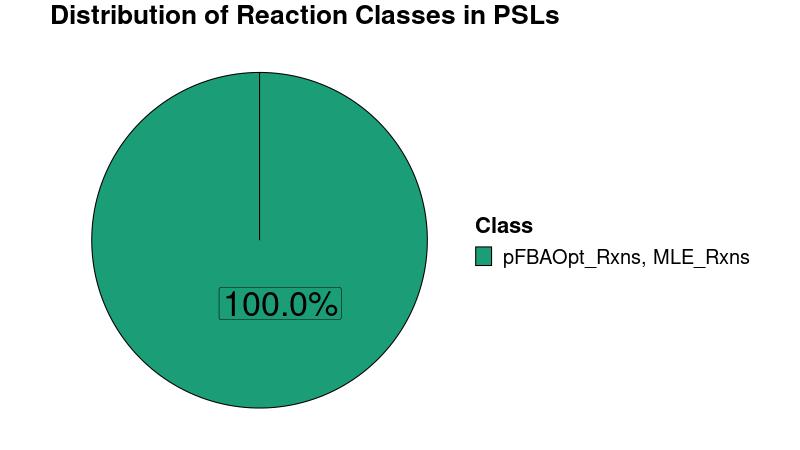 Distribution of Reaction Classes in PSLs
Class
pFBAOpt_Rxns, MLE_Rxns
100.0%